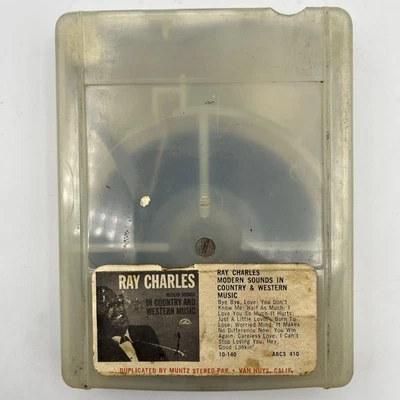 RAY CHARLES
MODERN SOUNDS
IN COUNTRY AND
WESTERN MUSIC
RAY CHARLES
MODERN SOUNDS IN
COUNTRY & WESTERN
MUSIC
Bye Bye, Love; You Don't
Know Me; Half As Much; I
Love You So Much It Hurts;
Just A Little Lovin'; Born To
Lose; Worried Mind; It Makes
No Difference Now; You Win
Again; Careless Love; I Can't
Stop Loving You; Hey,
Good Lookin'
10-140 ABCS 410
DUPLICATED BY MUNTZ STEREO-PAK • VAN NUYS, CALIF.